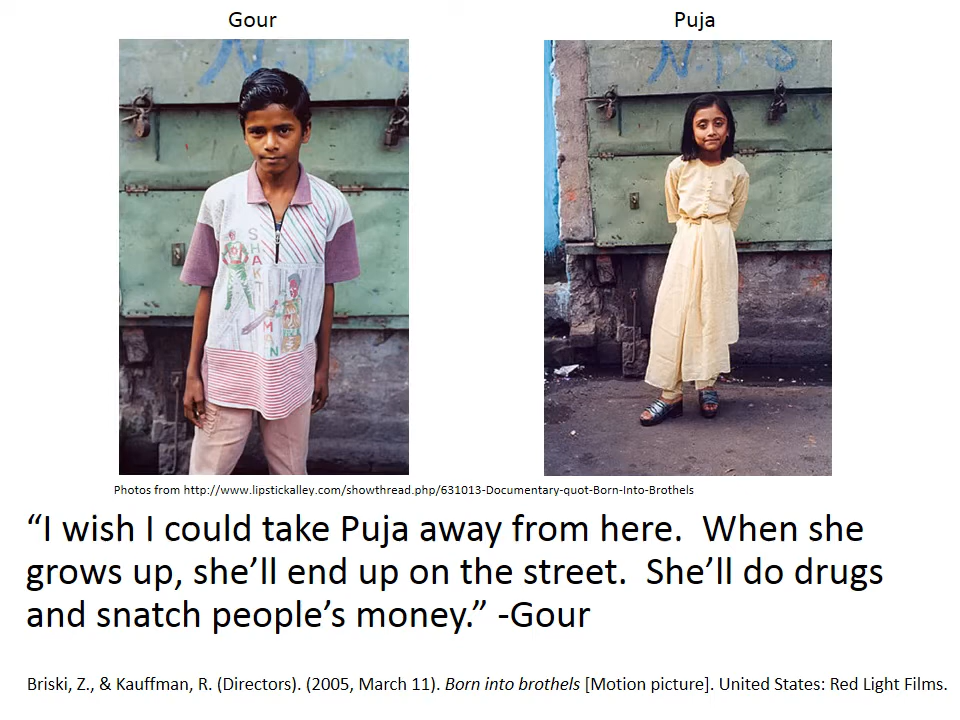 Gour
Puja
N.D.S
N.D.S
SHAKTI
MAN
Photos from http://www.lipstickalley.com/showthread.php/631013-Documentary-quot-Born-Into-Brothels
“I wish I could take Puja away from here.  When she
grows up, she’ll end up on the street.  She’ll do drugs
and snatch people’s money.” -Gour
Briski, Z., & Kauffman, R. (Directors). (2005, March 11). Born into brothels [Motion picture]. United States: Red Light Films.